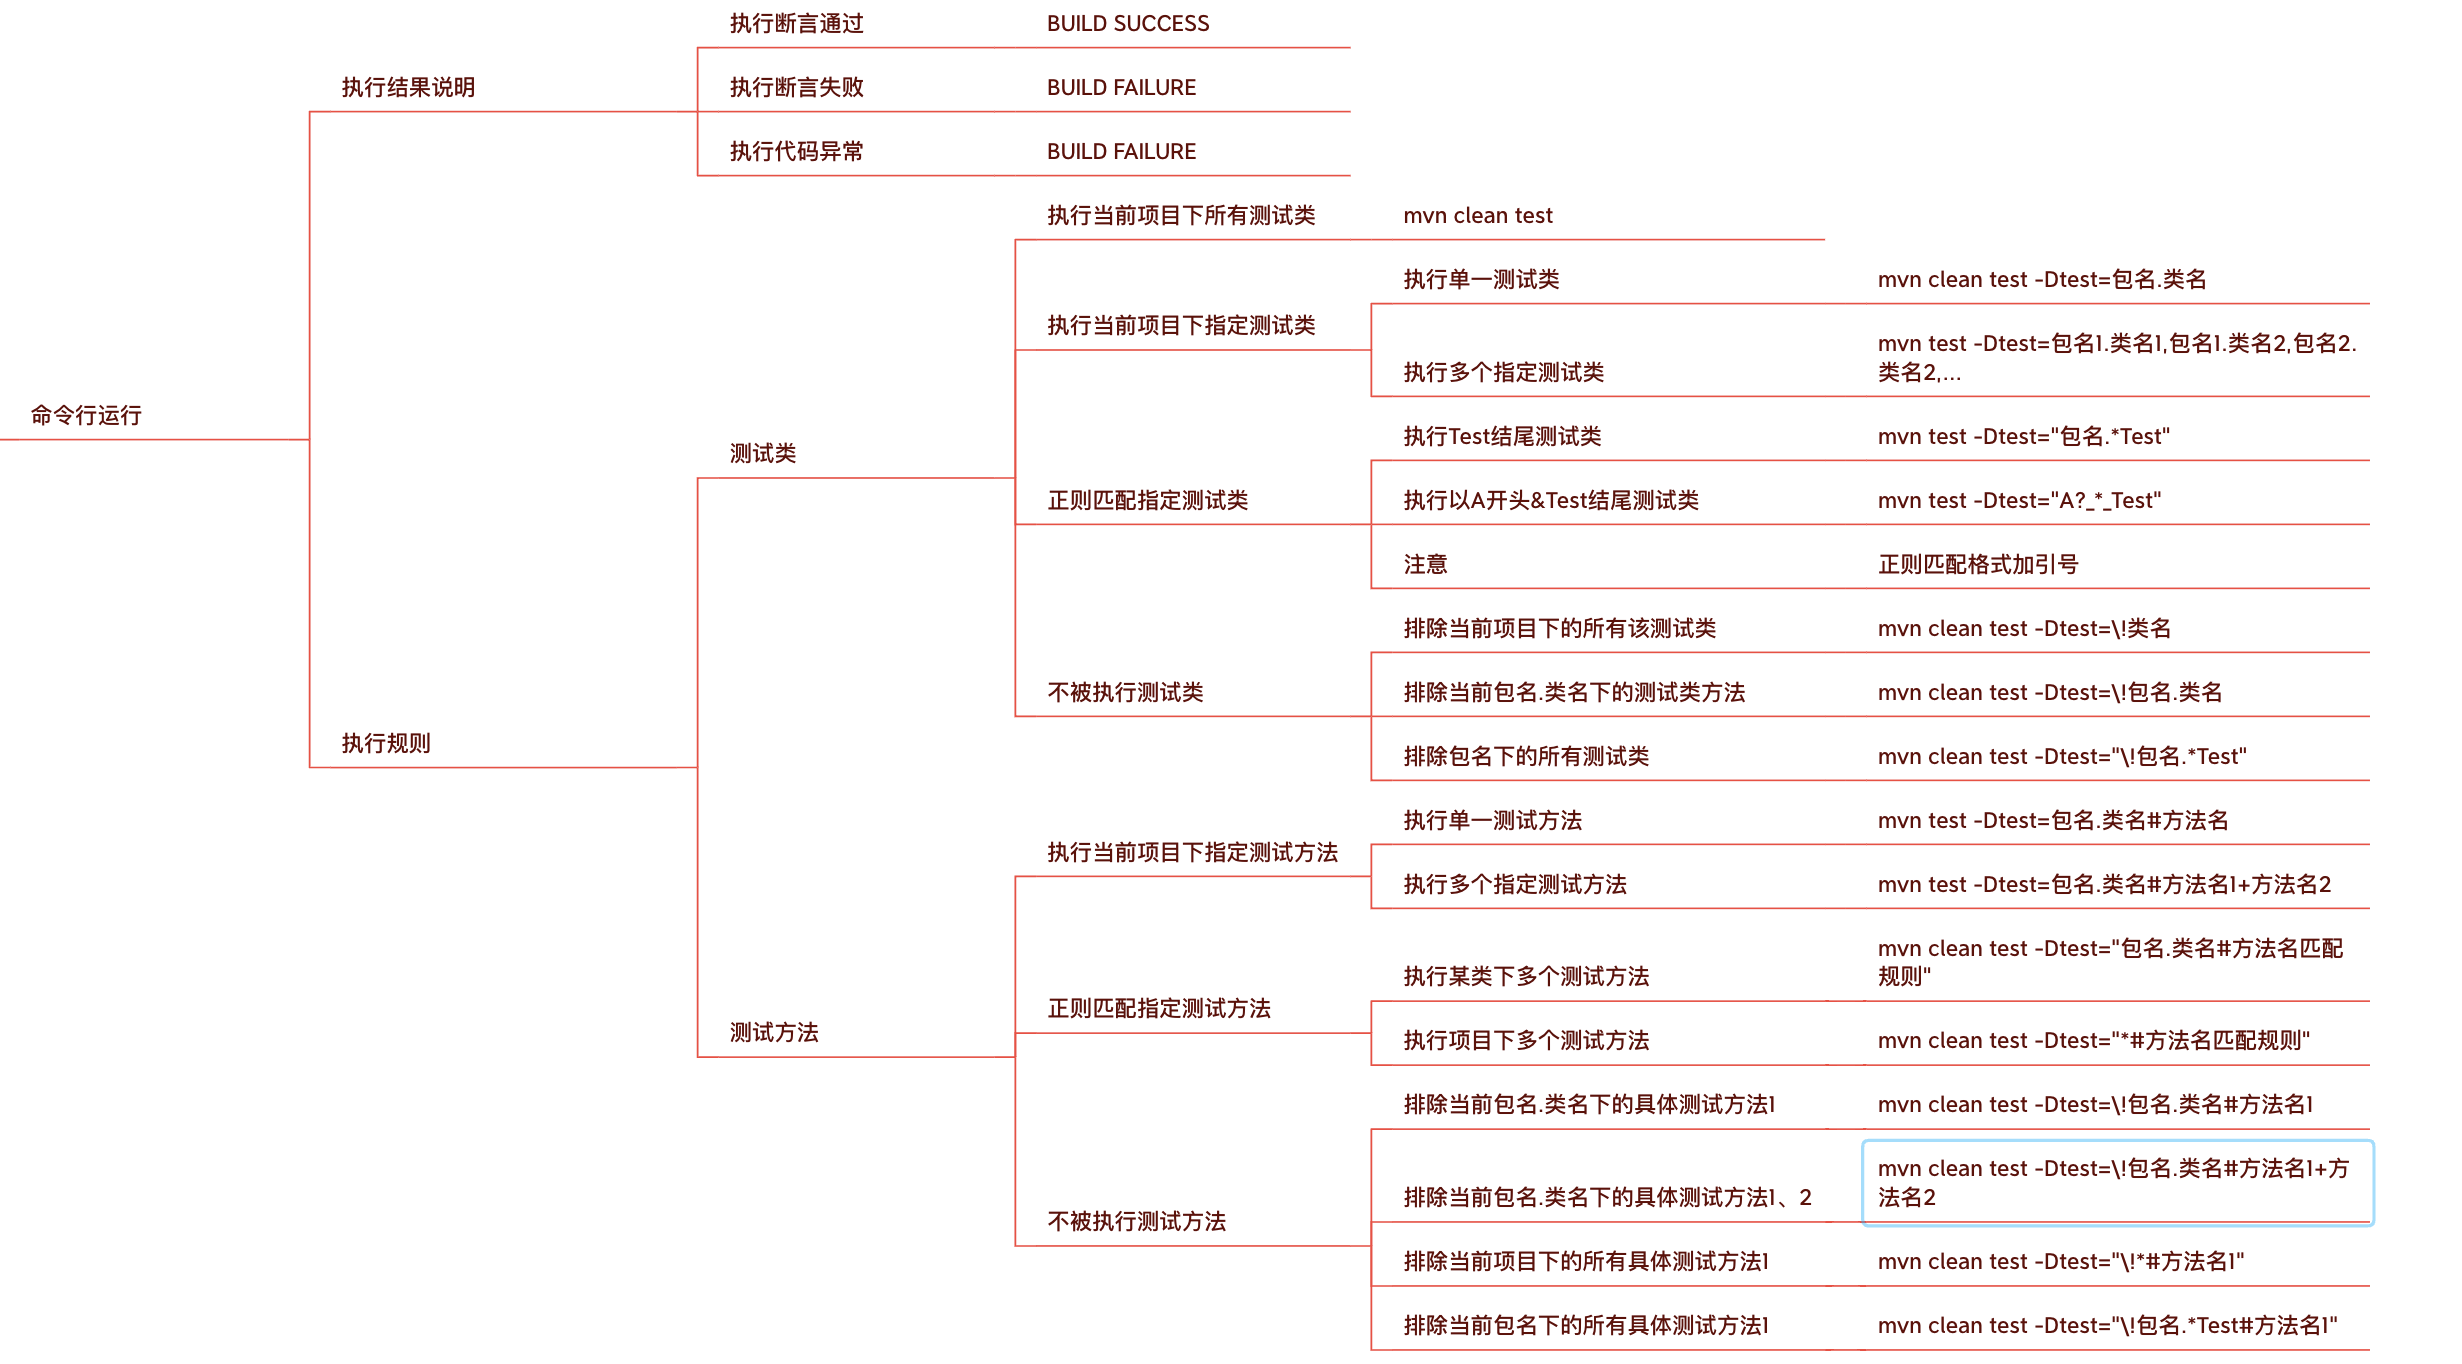 执行断言通过
BUILD SUCCESS
执行结果说明
执行断言失败
BUILD FAILURE
执行代码异常
BUILD FAILURE
执行当前项目下所有测试类
mvn clean test
执行单一测试类
mvn clean test -Dtest=包名.类名
执行当前项目下指定测试类
mvn test -Dtest=包名1.类名1,包名1.类名2,包名2.
类名2,...
执行多个指定测试类
命令行运行
执行Test结尾测试类
mvn test -Dtest="包名.*Test"
测试类
正则匹配指定测试类
执行以A开头&Test结尾测试类
mvn test -Dtest="A?_*_Test"
注意
正则匹配格式加引号
排除当前项目下的所有该测试类
mvn clean test -Dtest=\!类名
不被执行测试类
排除当前包名.类名下的测试类方法
mvn clean test -Dtest=\!包名.类名
执行规则
排除包名下的所有测试类
mvn clean test -Dtest="\!包名.*Test"
执行单一测试方法
mvn test -Dtest=包名.类名#方法名
执行当前项目下指定测试方法
执行多个指定测试方法
mvn test -Dtest=包名.类名#方法名1+方法名2
mvn clean test -Dtest="包名.类名#方法名匹配
规则"
执行某类下多个测试方法
正则匹配指定测试方法
测试方法
执行项目下多个测试方法
mvn clean test -Dtest="*#方法名匹配规则"
排除当前包名.类名下的具体测试方法1
mvn clean test -Dtest=\!包名.类名#方法名1
mvn clean test -Dtest=\!包名.类名#方法名1+方
法名2
排除当前包名.类名下的具体测试方法1、2
不被执行测试方法
排除当前项目下的所有具体测试方法1
mvn clean test -Dtest="\!*#方法名1"
排除当前包名下的所有具体测试方法1
mvn clean test -Dtest="\!包名.*Test#方法名1"